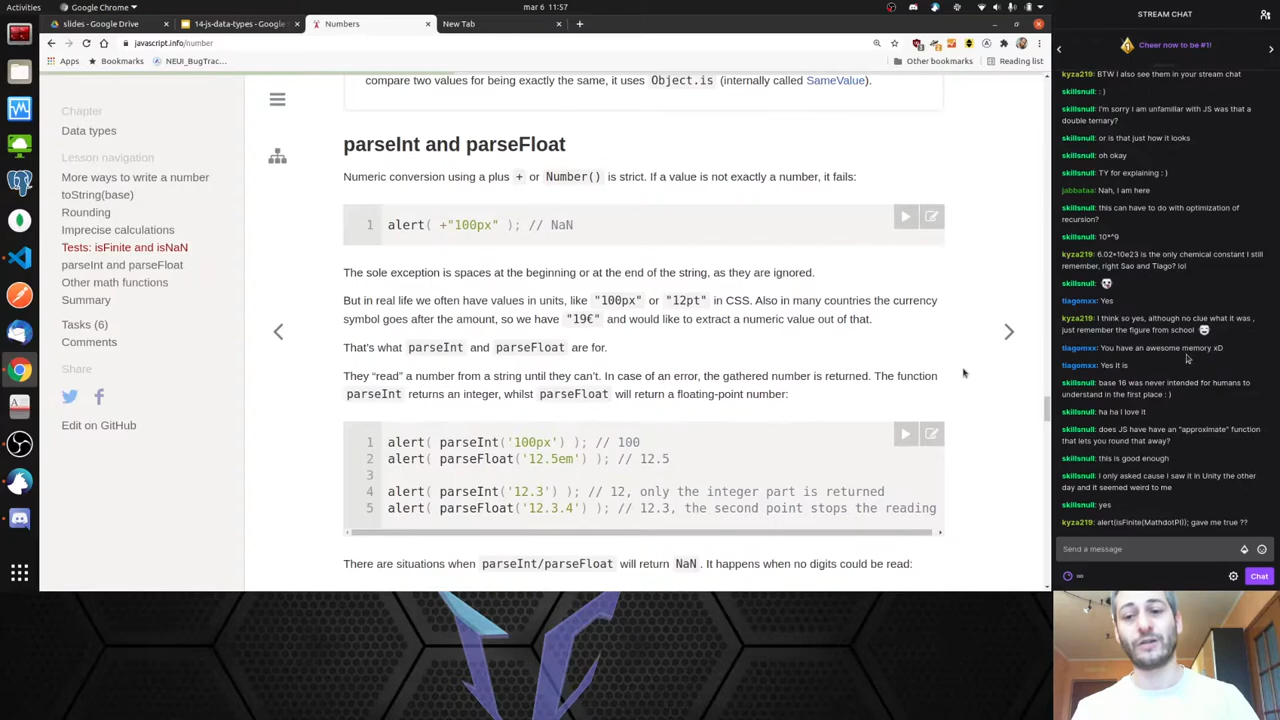 Activities
Google Chrome
mar 6 11:57
slides - Google Drive
14-js-data-types - Google
Numbers
New Tab
javascript.info/number
Apps
Bookmarks
NEUI_BugTrac...
Other bookmarks
Reading list
Chapter
Data types
Lesson navigation
More ways to write a number
toString(base)
Rounding
Imprecise calculations
Tests: isFinite and isNaN
parseInt and parseFloat
Other math functions
Summary
Tasks (6)
Comments
Share
Edit on GitHub
compare two values for being exactly the same, it uses Object.is (internally called SameValue).
parseInt and parseFloat
Numeric conversion using a plus + or Number() is strict. If a value is not exactly a number, it fails:
1 alert( +"100px" ); // NaN
The sole exception is spaces at the beginning or at the end of the string, as they are ignored.
But in real life we often have values in units, like "100px" or "12pt" in CSS. Also in many countries the currency
symbol goes after the amount, so we have "19€" and would like to extract a numeric value out of that.
That's what parseInt and parseFloat are for.
They “read” a number from a string until they can't. In case of an error, the gathered number is returned. The function
parseInt returns an integer, whilst parseFloat will return a floating-point number:
1 alert( parseInt('100px') ); // 100
2 alert( parseFloat('12.5em') ); // 12.5
3
4 alert( parseInt('12.3') ); // 12, only the integer part is returned
5 alert( parseFloat('12.3.4') ); // 12.3, the second point stops the reading
There are situations when parseInt/parseFloat will return NaN. It happens when no digits could be read:
STREAM CHAT
Cheer now to be #1!
kyza219: BTW I also see them in your stream chat
skillsnull: : )
skillsnull: I'm sorry I am unfamiliar with JS was that a
double ternary?
skillsnull: or is that just how it looks
skillsnull: oh okay
skillsnull: TY for explaining : )
jabbataa: Nah, I am here
skillsnull: this can have to do with optimization of
recursion?
skillsnull: 10*^9
kyza219: 6.02*10e23 is the only chemical constant I still
remember, right Sao and Tiago? lol
skillsnull:
tiagomxx: Yes
kyza219: I think so yes, although no clue what it was ,
just remember the figure from school
tiagomxx: You have an awesome memory xD
tiagomxx: Yes it is
skillsnull: base 16 was never intended for humans to
understand in the first place : )
skillsnull: ha ha I love it
skillsnull: does JS have have an "approximate" function
that lets you round that away?
skillsnull: this is good enough
skillsnull: I only asked cause I saw it in Unity the other
day and it seemed weird to me
skillsnull: yes
kyza219: alert(isFinite(MathdotPI)); gave me true ??
Send a message
∞
Chat